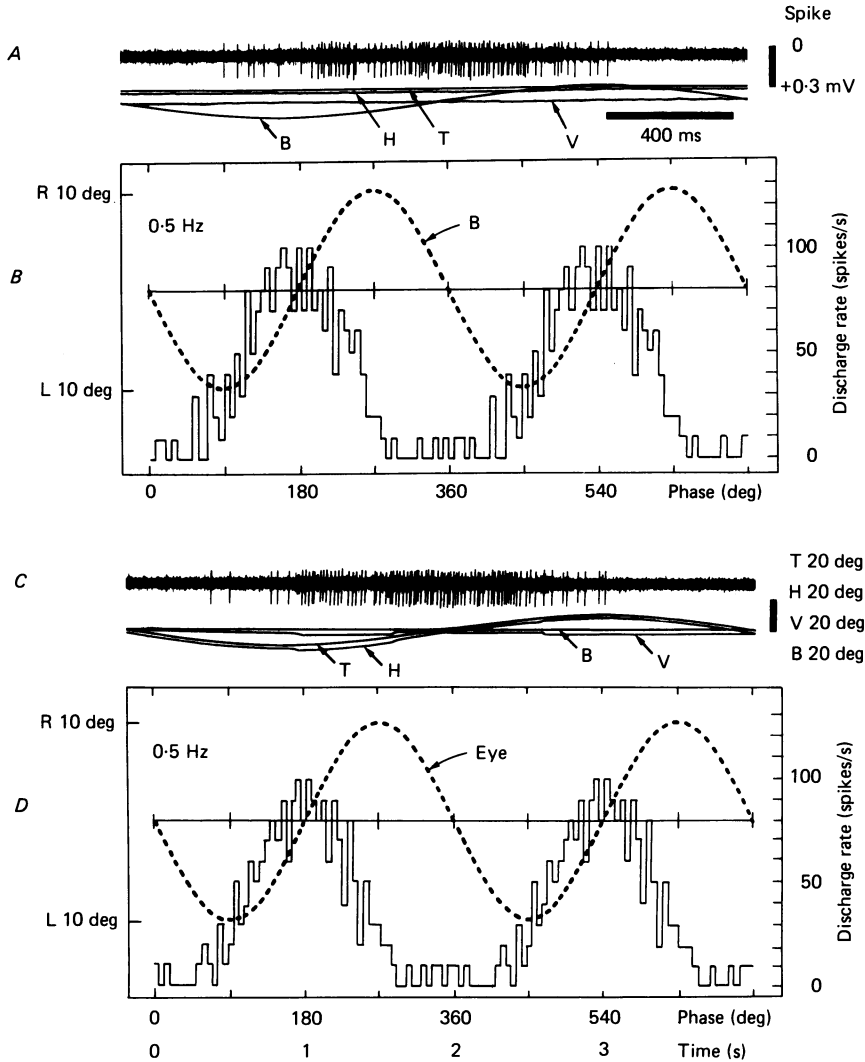 Spike
A
0
+0·3 mV
B
H
T
V
400 ms
R 10 deg
0·5 Hz
B
B
L 10 deg
100
50
0
Discharge rate (spikes/s)
0
180
360
540
Phase (deg)
C
T 20 deg
H 20 deg
V 20 deg
B 20 deg
T
H
B
V
R 10 deg
0·5 Hz
Eye
D
L 10 deg
100
50
0
Discharge rate (spikes/s)
0
180
360
540
Phase (deg)
0
1
2
3
Time (s)